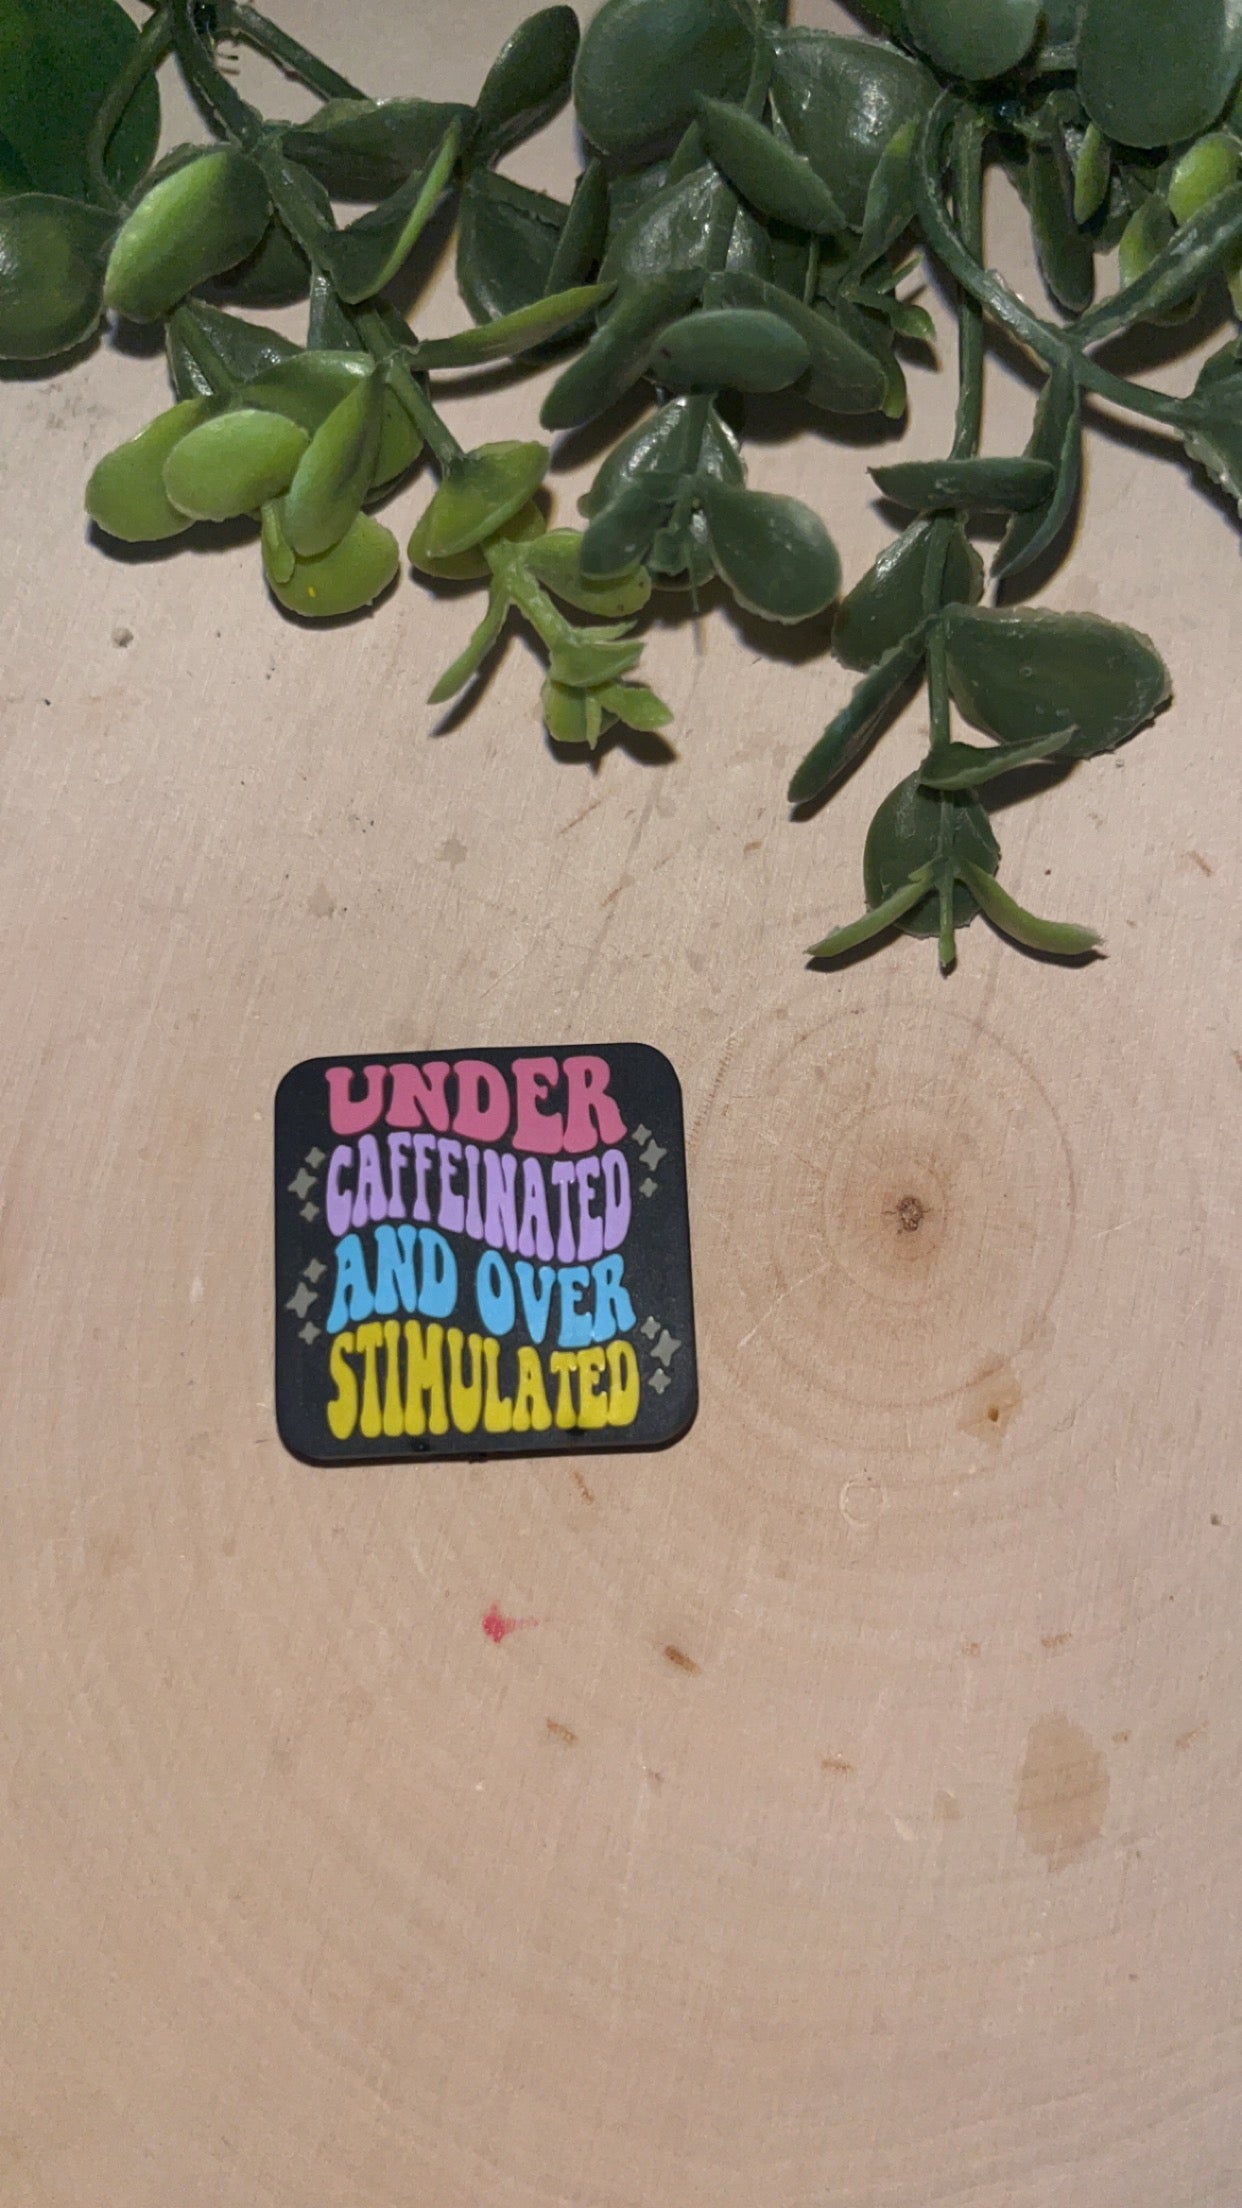 UNDER
CAFFEINATED
AND OVER
STIMULATED